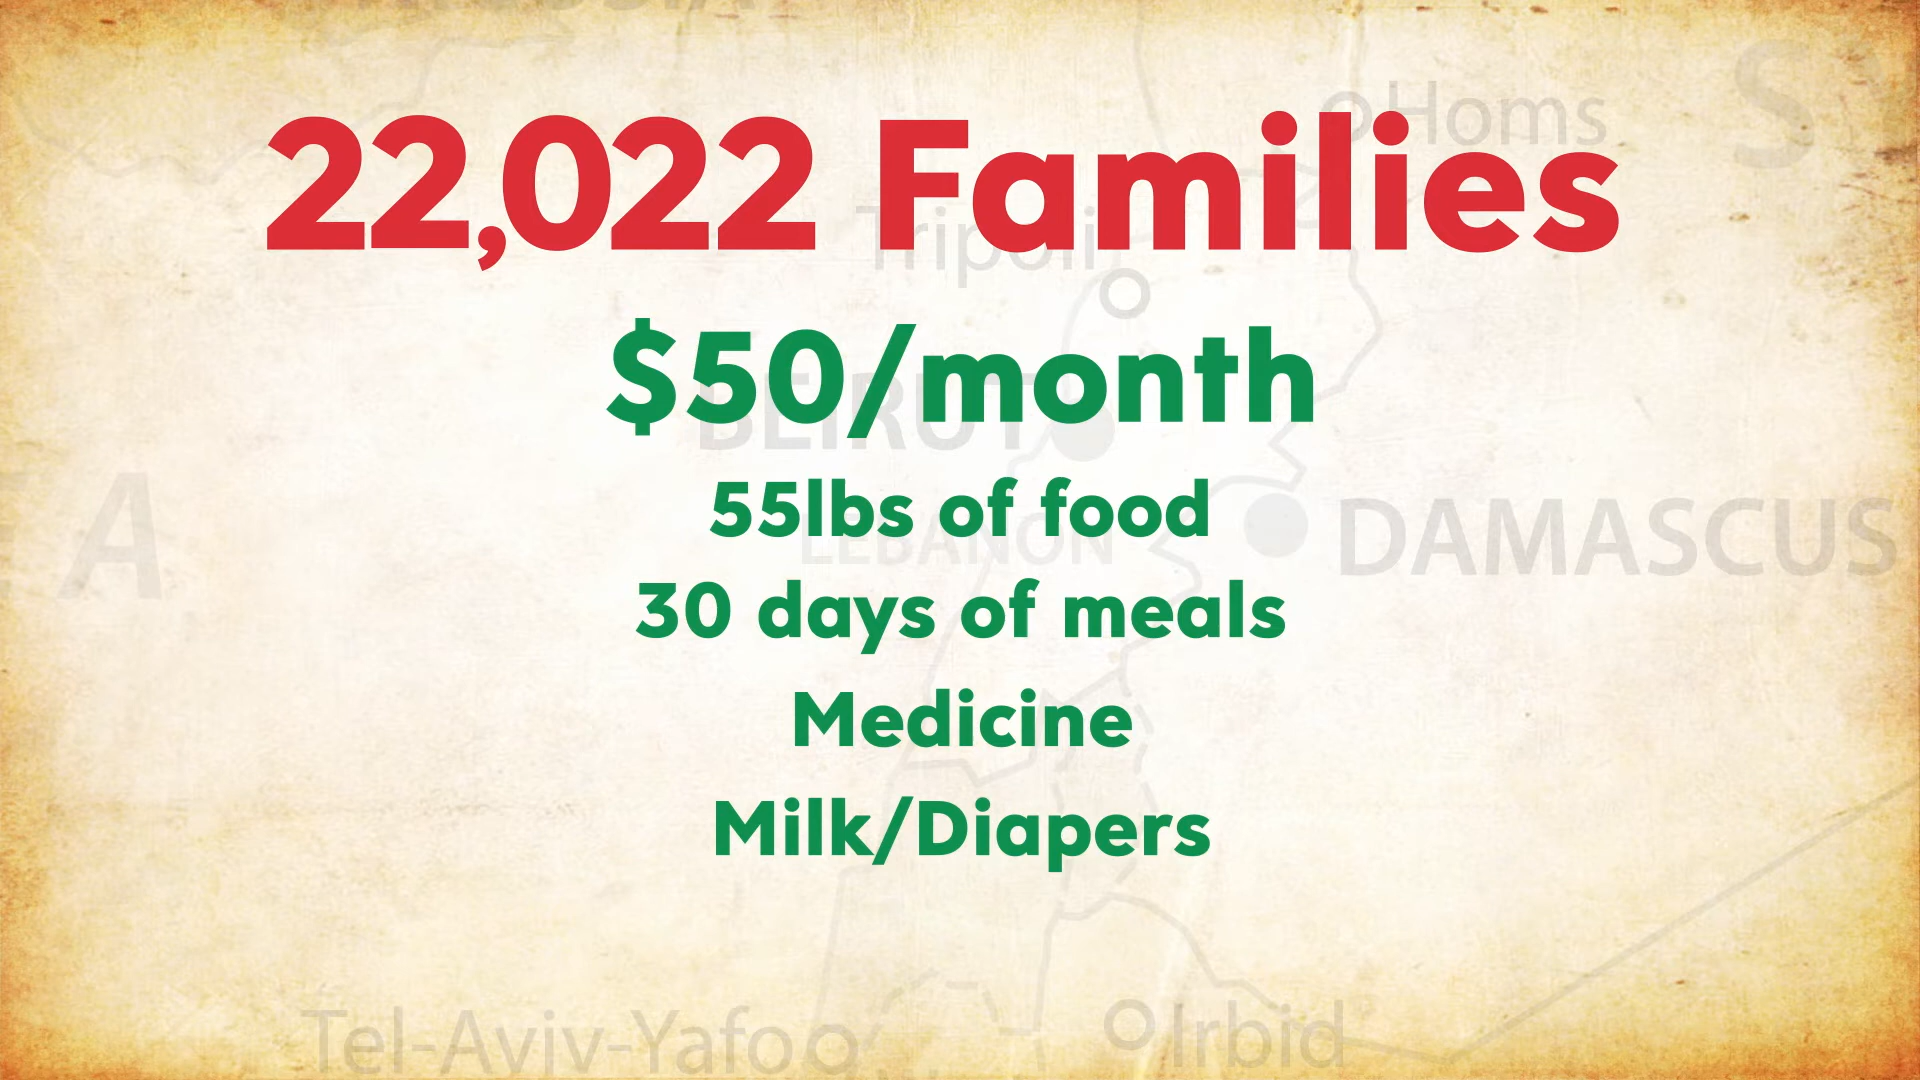 Homs
22,022 Families
Tripoli
$50/month
BEIRUT
55lbs of food
LEBANON
DAMASCUS
A
30 days of meals
Medicine
Milk/Diapers
Tel-Aviv-Yafo
Irbid